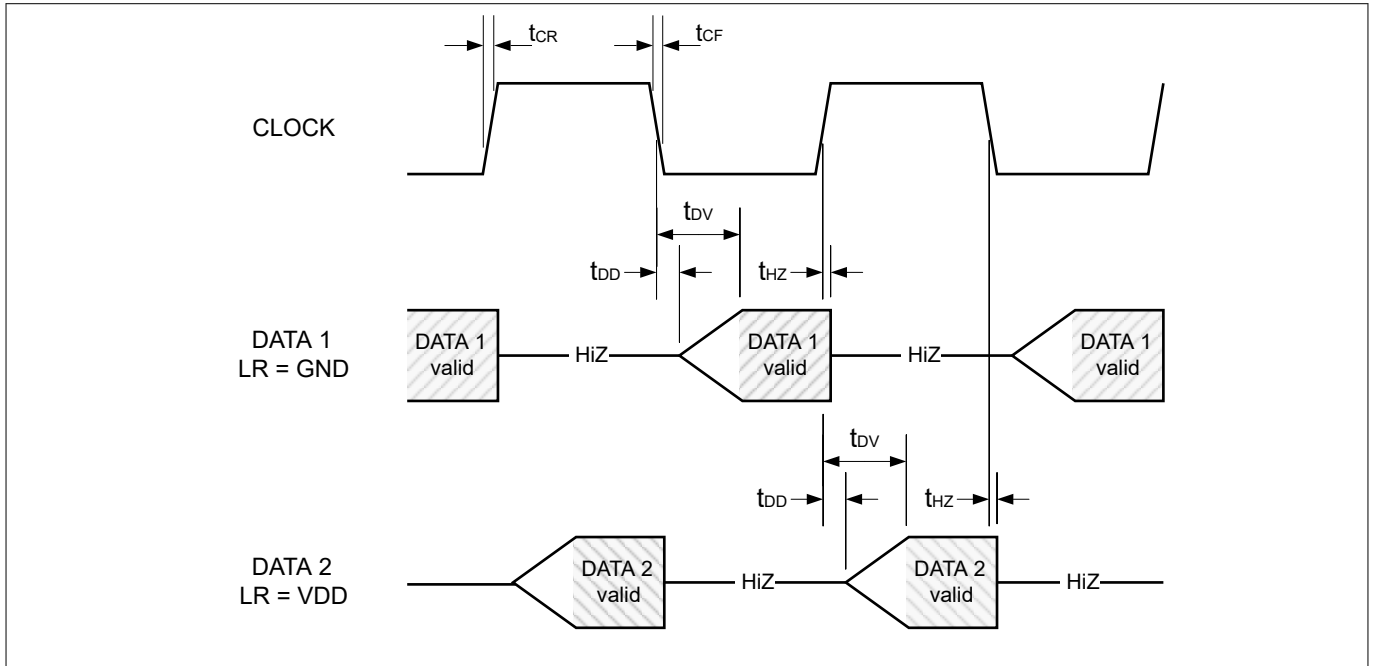 tCR tCF
CLOCK
tDV
tDD tHZ
DATA 1
LR = GND
DATA 1
valid
HiZ
DATA 1
valid
HiZ
DATA 1
valid
tDV
tDD tHZ
DATA 2
LR = VDD
DATA 2
valid
HiZ
DATA 2
valid
HiZ